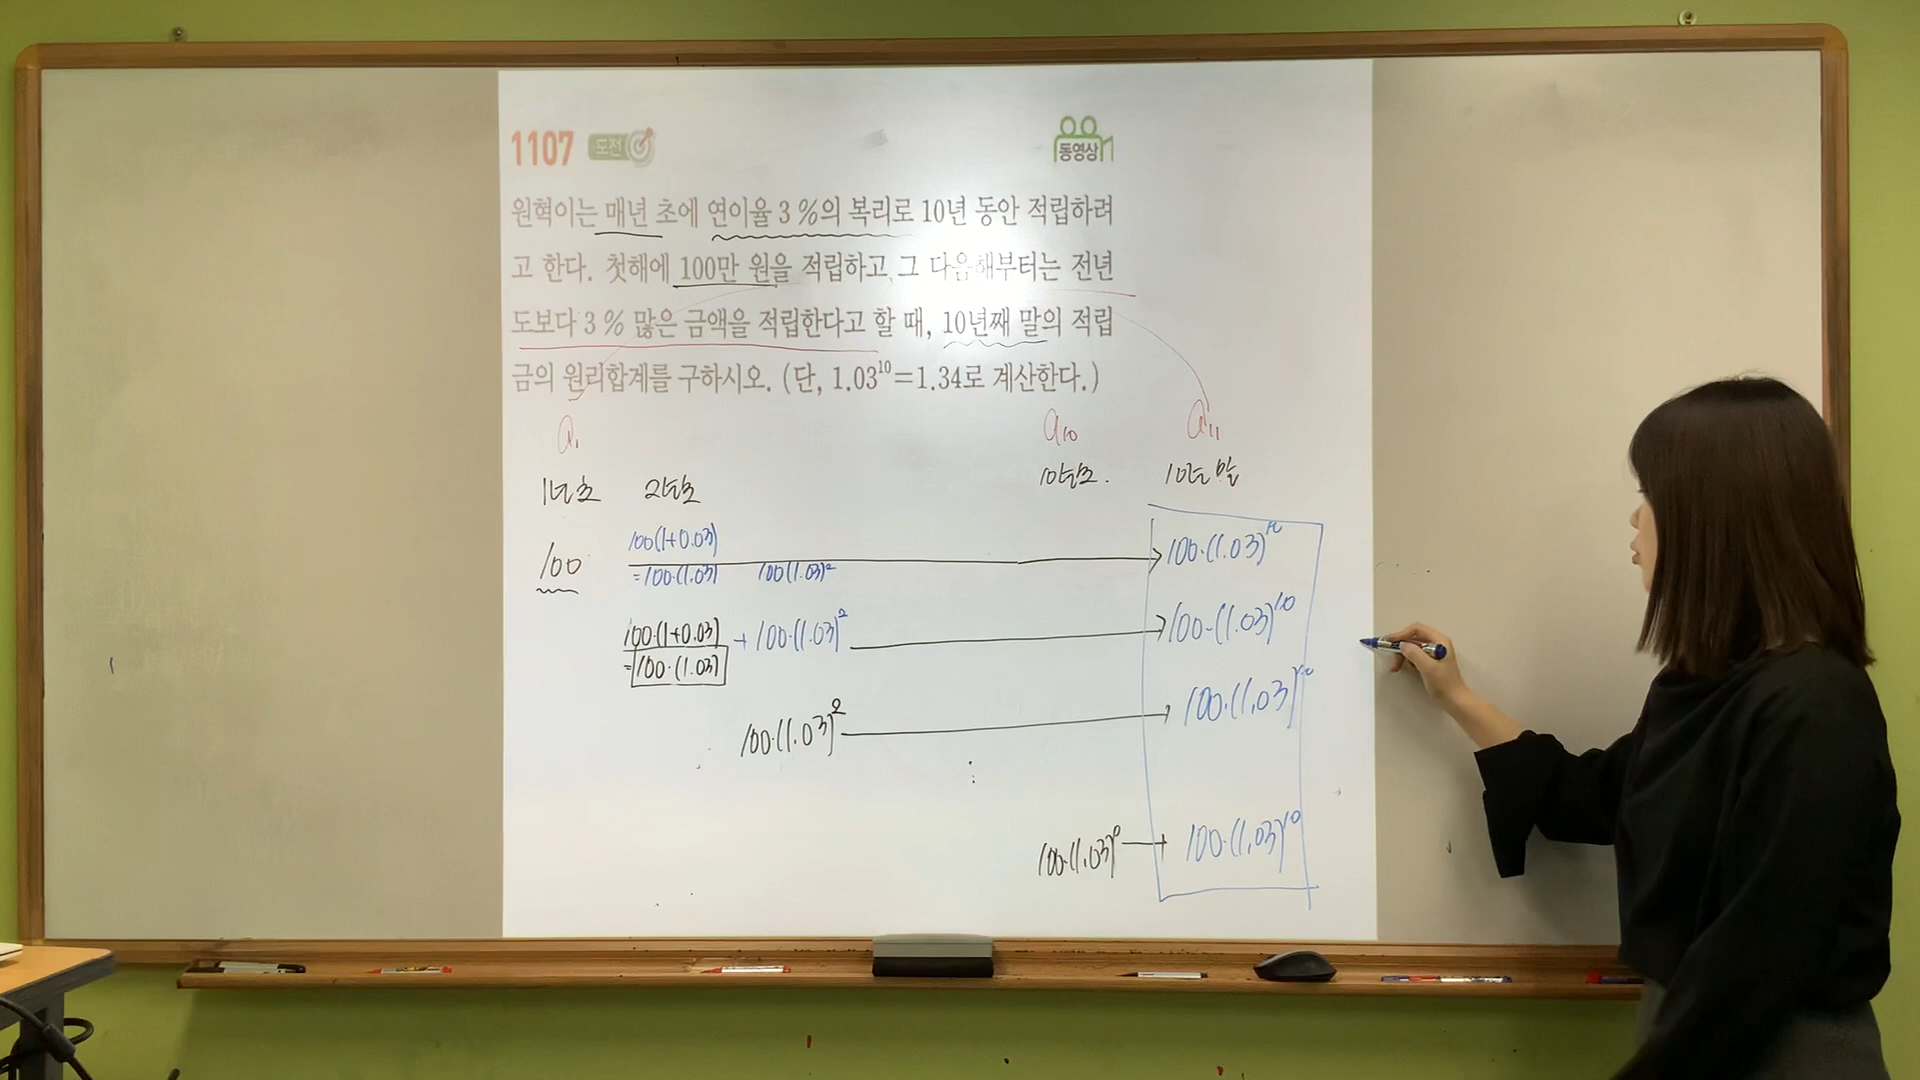 1107 도전
동영상
원혁이는 매년 초에 연이율 3 %의 복리로 10년 동안 적립하려
고 한다. 첫해에 100만 원을 적립하고, 그 다음 해부터는 전년
도보다 3 % 많은 금액을 적립한다고 할 때, 10년째 말의 적립
금의 원리합계를 구하시오. (단, 1.03¹⁰=1.34로 계산한다.)
a₁ a₁₀ a₁₁
1년초 2년초 10년초. 10년말
100(1+0.03)
100 =100·(1.03) 100(1.03)² 100·(1.03)¹⁰
100·(1+0.03) + 100·(1.03)² 100·(1.03)¹⁰
=100·(1.03)
100·(1.03)² 100·(1.03)¹⁰
⋮
100·(1.03) 100·(1.03)¹⁰